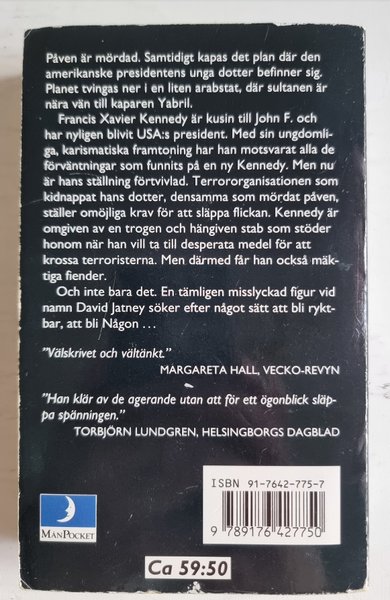 Påven är mördad. Samtidigt kapas det plan där den
amerikanske presidentens unga dotter befinner sig.
Planet tvingas ner i en liten arabstat, där sultanen är
nära vän till kaparen Yabril.
Francis Xavier Kennedy är kusin till John F. och
har nyligen blivit USA:s president. Med sin ungdomli-
ga, karismatiska framtoning har han motsvarat alla de
förväntningar som funnits på en ny Kennedy. Men nu
är hans ställning förtvivlad. Terrororganisationen som
kidnappat hans dotter, densamma som mördat påven,
ställer omöjliga krav för att släppa flickan. Kennedy är
omgiven av en trogen och hängiven stab som stöder
honom när han vill ta till desperata medel för att
krossa terroristerna. Men därmed får han också mäk-
tiga fiender.
Och inte bara det. En tämligen misslyckad figur vid
namn David Jatney söker efter något sätt att bli rykt-
bar, att bli Någon ...
"Välskrivet och vältänkt."
MARGARETA HALL, VECKO-REVYN
"Han klär av de agerande utan att för ett ögonblick släp-
pa spänningen."
TORBJÖRN LUNDGREN, HELSINGBORGS DAGBLAD
ISBN 91-7642-775-7
9 789176 427750
MÅNPOCKET
Ca 59:50